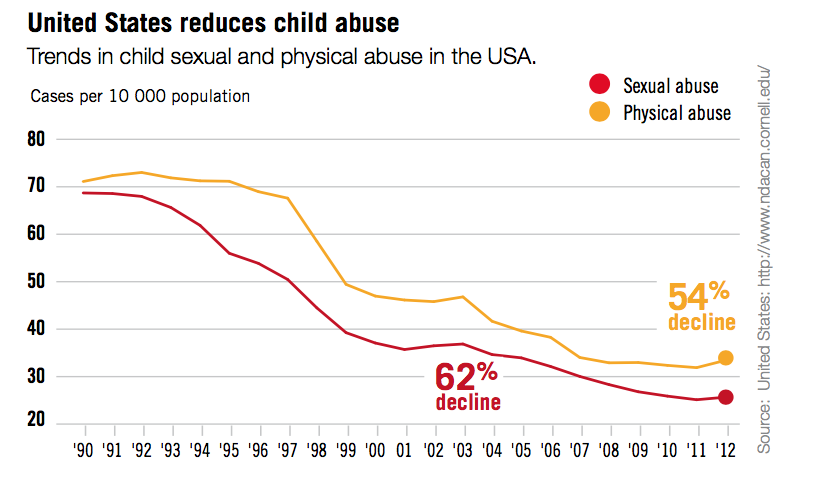 United States reduces child abuse
Trends in child sexual and physical abuse in the USA.
Cases per 10 000 population
Sexual abuse
Physical abuse
80
70
60
50
40
30
20
54%
decline
62%
decline
'90 '91 '92 '93 '94 '95 '96 '97 '98 '99 '00 01 '02 '03 '04 '05 '06 '07 '08 '09 '10 '11 '12
Source: United States: http://www.ndacan.cornell.edu/